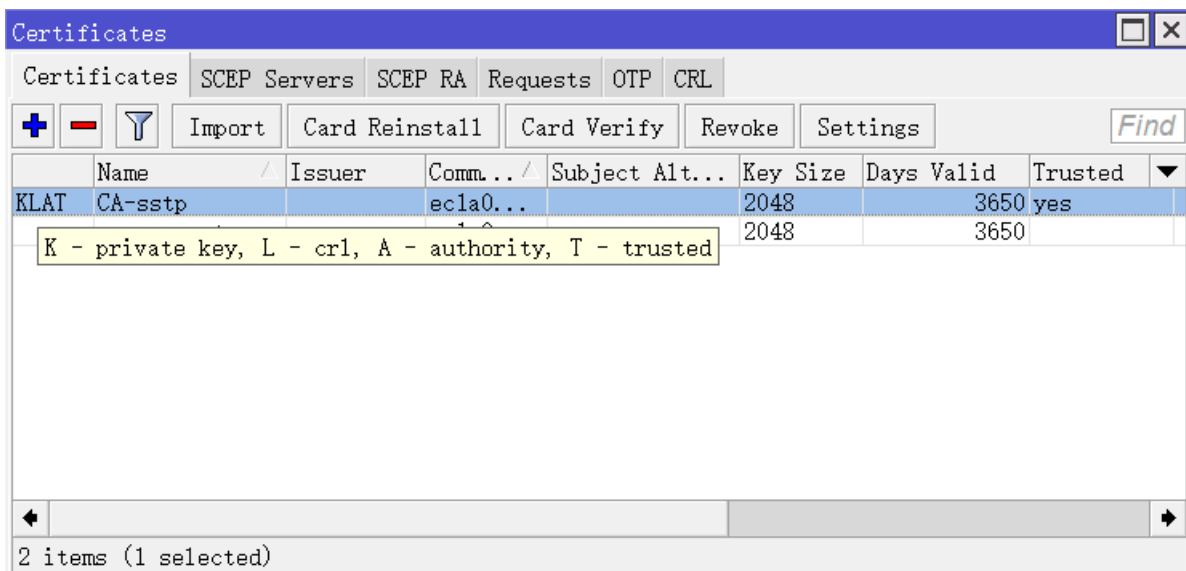 Certificates
Certificates SCEP Servers SCEP RA Requests OTP CRL
Import Card Reinstall Card Verify Revoke Settings Find
Name Issuer Comm... Subject Alt... Key Size Days Valid Trusted
KLAT CA-sstp ec1a0... 2048 3650 yes
2048 3650
K - private key, L - crl, A - authority, T - trusted
2 items (1 selected)